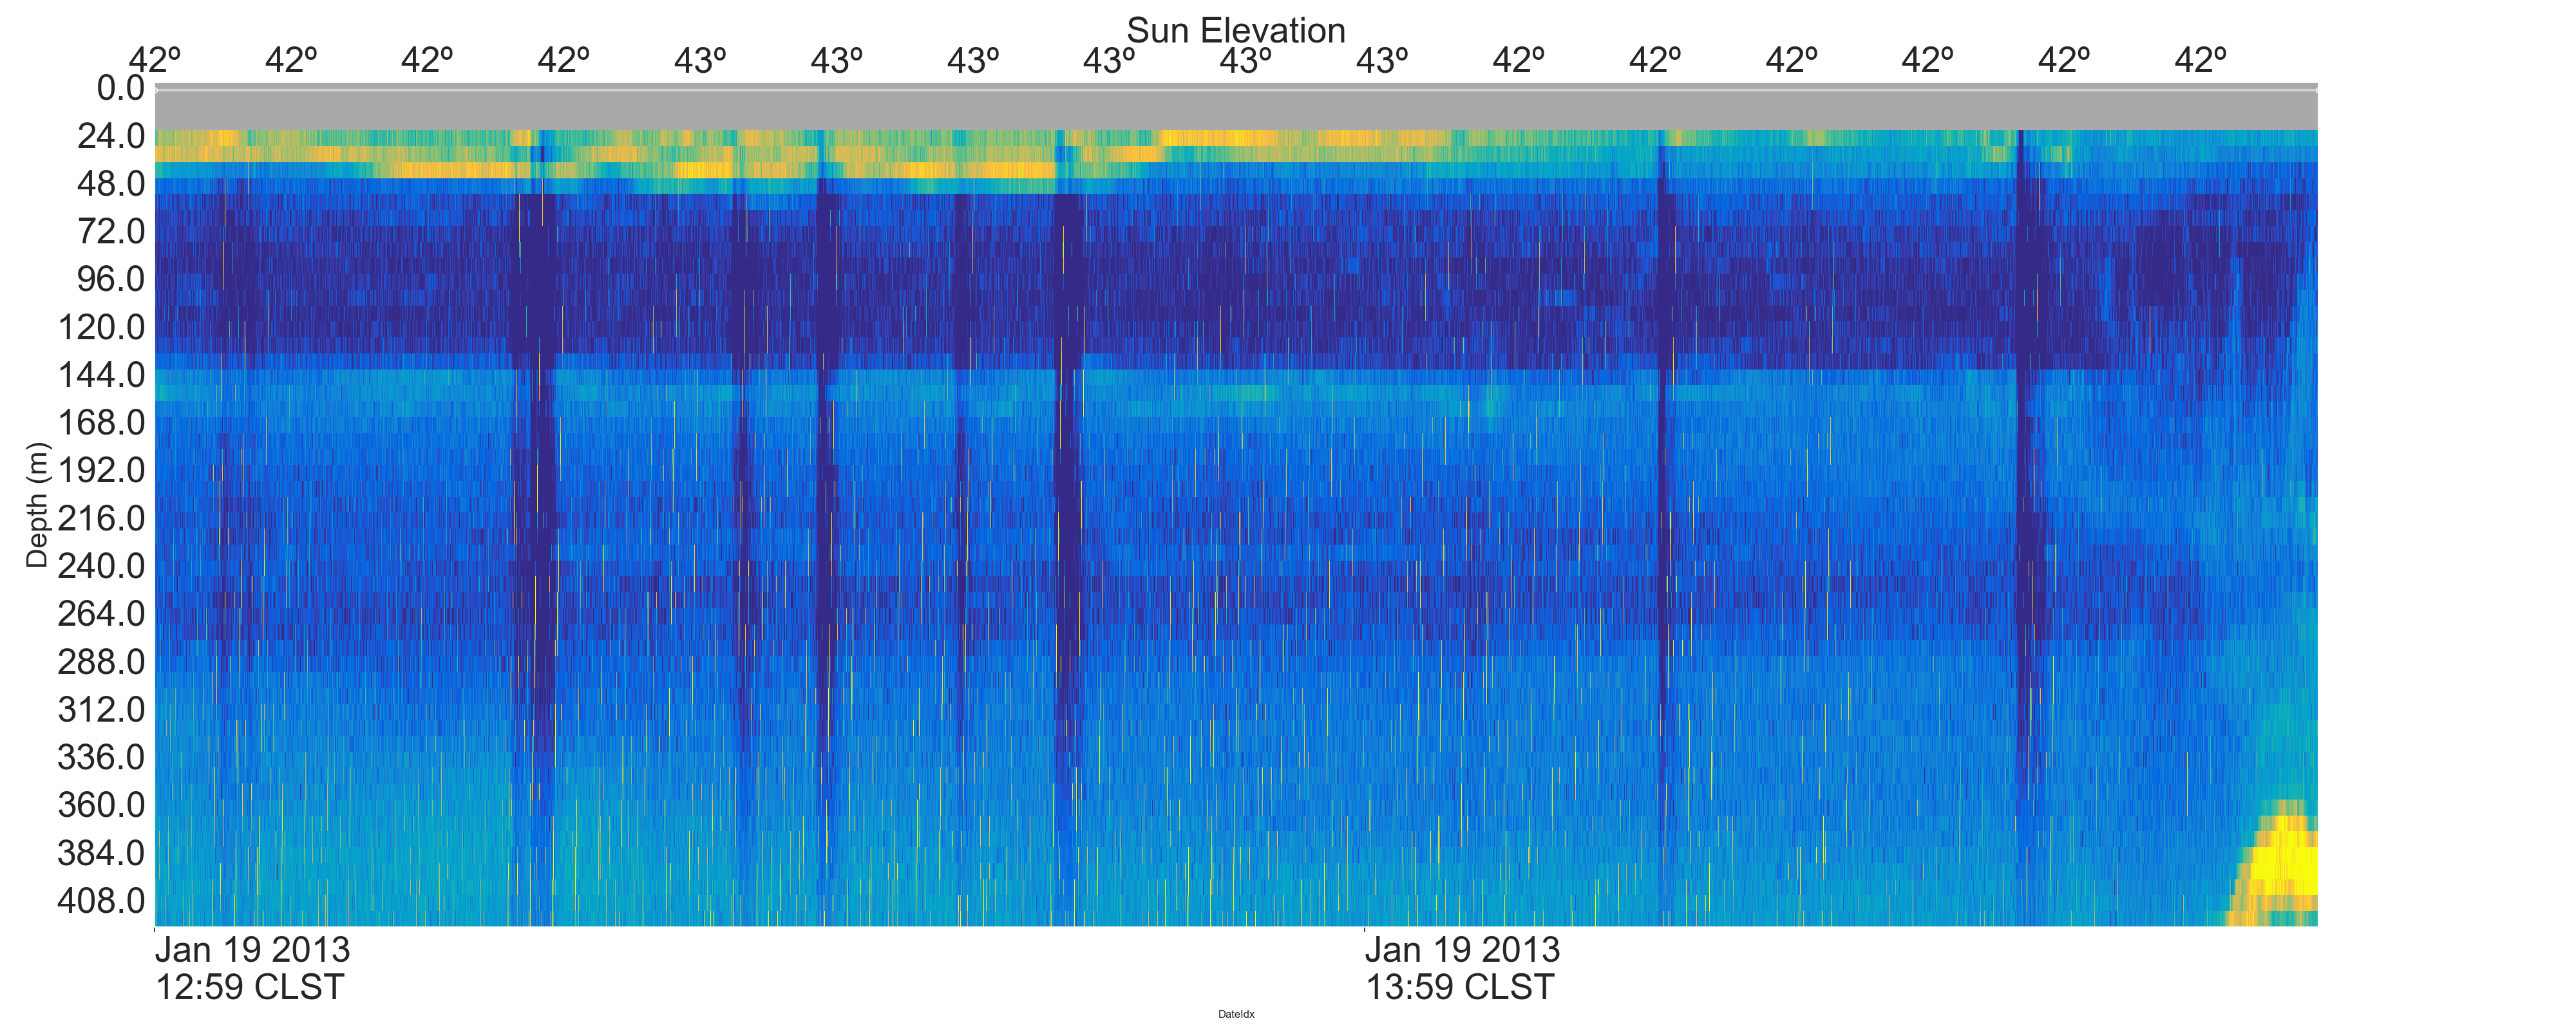 Sun Elevation
42º 42º 42º 42º 43º 43º 43º 43º 43º 43º 42º 42º 42º 42º 42º 42º
0.0
24.0
48.0
72.0
96.0
120.0
144.0
168.0
192.0
216.0
240.0
264.0
288.0
312.0
336.0
360.0
384.0
408.0
Depth (m)
Jan 19 2013
12:59 CLST
Jan 19 2013
13:59 CLST
DateIdx